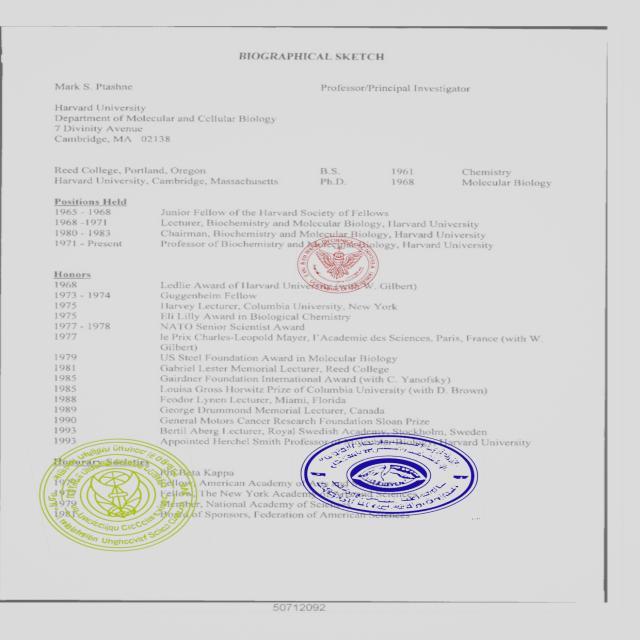 BIOGRAPHICAL SKETCH
Mark S. Ptashne Professor/Principal Investigator
Harvard University
Department of Molecular and Cellular Biology
7 Divinity Avenue
Cambridge, MA 02138
Reed College, Portland, Oregon B.S. 1961 Chemistry
Harvard University, Cambridge, Massachusetts Ph.D. 1968 Molecular Biology
Positions Held
1965 - 1968 Junior Fellow of the Harvard Society of Fellows
1968 -1971 Lecturer, Biochemistry and Molecular Biology, Harvard University
1980 - 1983 Chairman, Biochemistry and Molecular Biology, Harvard University
1971 - Present Professor of Biochemistry and Molecular Biology, Harvard University
Honors
1968 Ledlie Award of Harvard University (with W. Gilbert)
1973 - 1974 Guggenheim Fellow
1975 Harvey Lecturer, Columbia University, New York
1975 Eli Lilly Award in Biological Chemistry
1977 - 1978 NATO Senior Scientist Award
1977 le Prix Charles-Leopold Mayer, l'Academie des Sciences, Paris, France (with W.
Gilbert)
1979 US Steel Foundation Award in Molecular Biology
1981 Gabriel Lester Memorial Lecturer, Reed College
1985 Gairdner Foundation International Award (with C. Yanofsky)
1985 Louisa Gross Horwitz Prize of Columbia University (with D. Brown)
1988 Feodor Lynen Lecturer, Miami, Florida
1989 George Drummond Memorial Lecturer, Canada
1990 General Motors Cancer Research Foundation Sloan Prize
1993 Bertil Aberg Lecturer, Royal Swedish Academy, Stockholm, Sweden
1993 Appointed Herchel Smith Professor of Molecular Biology, Harvard University
Honorary Societies
Phi Beta Kappa
Fellow, American Academy of Arts and
Fellow, The New York Academy of Sciences
1979 Member, National Academy of Sciences
1981 Board of Sponsors, Federation of American Sciences
50712092